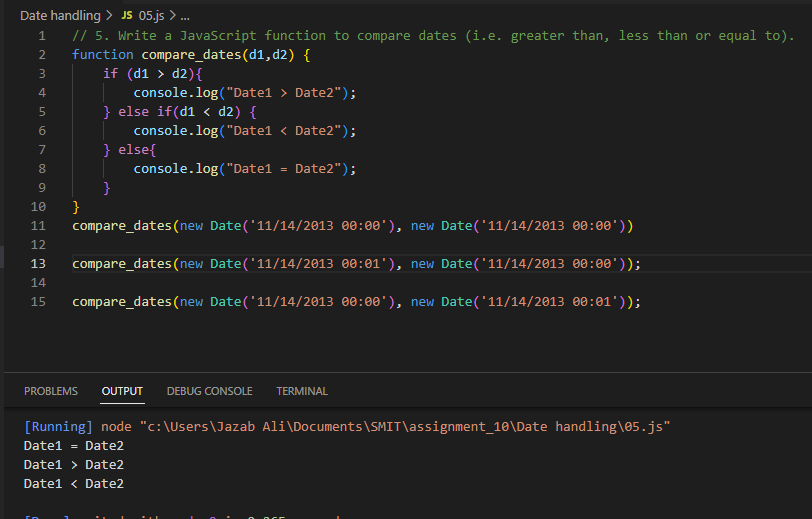 Date handling > JS 05.js > ...
1 // 5. Write a JavaScript function to compare dates (i.e. greater than, less than or equal to).
2 function compare_dates(d1,d2) {
3 if (d1 > d2){
4 console.log("Date1 > Date2");
5 } else if(d1 < d2) {
6 console.log("Date1 < Date2");
7 } else{
8 console.log("Date1 = Date2");
9 }
10 }
11 compare_dates(new Date('11/14/2013 00:00'), new Date('11/14/2013 00:00'))
12
13 compare_dates(new Date('11/14/2013 00:01'), new Date('11/14/2013 00:00'));
14
15 compare_dates(new Date('11/14/2013 00:00'), new Date('11/14/2013 00:01'));
PROBLEMS OUTPUT DEBUG CONSOLE TERMINAL
[Running] node "c:\Users\Jazab Ali\Documents\SMIT\assignment_10\Date handling\05.js"
Date1 = Date2
Date1 > Date2
Date1 < Date2